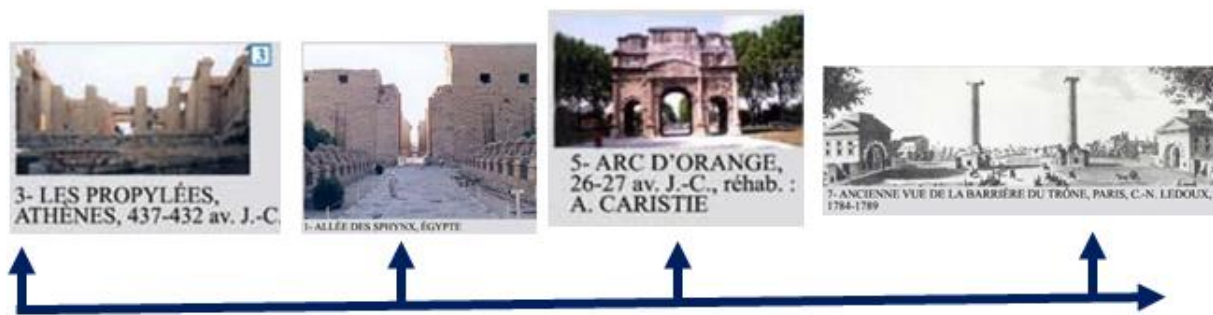 3
3- LES PROPYLÉES,
ATHÈNES, 437-432 av. J.-C.
1- ALLÉE DES SPHYNX, ÉGYPTE
5- ARC D'ORANGE,
26-27 av. J.-C., réhab. :
A. CARISTIE
7- ANCIENNE VUE DE LA BARRIÈRE DU TRÔNE, PARIS, C.-N. LEDOUX,
1784-1789